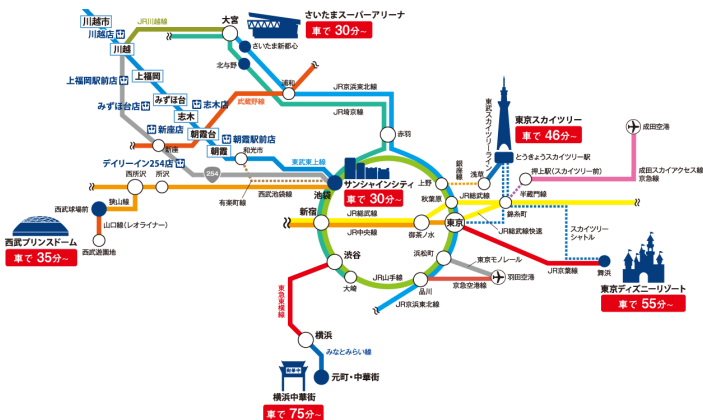 川越市
川越店
JR川越線
川越
大宮
さいたまスーパーアリーナ
車で 30分~
さいたま新都心
北与野
上福岡駅前店
上福岡
みずほ台
みずほ台店
志木店
志木
武蔵野線
浦和
JR京浜東北線
JR埼京線
新座店
朝霞台
朝霞駅前店
赤羽
新座
朝霞
和光市
デイリーイン254店
254
東武東上線
西所沢
所沢
有楽町線
西武池袋線
池袋
サンシャインシティ
車で 30分~
狭山線
西武球場前
山口線(レオライナー)
西武遊園地
西武プリンスドーム
車で 35分~
東武スカイツリーライン
東京スカイツリー
車で 46分~
とうきょうスカイツリー駅
成田空港
押上駅(スカイツリー前)
成田スカイアクセス線
京急線
上野
銀座線
浅草
半蔵門線
秋葉原
JR総武線
錦糸町
新宿
JR総武線
JR中央線
御茶ノ水
東京
JR総武線快速
スカイツリー
シャトル
渋谷
浜松町
東京モノレール
羽田空港
JR山手線
大崎
品川
京急空港線
JR京浜東北線
JR京葉線
舞浜
東京ディズニーリゾート
車で 55分~
東急東横線
横浜
みなとみらい線
元町・中華街
横浜中華街
車で 75分~